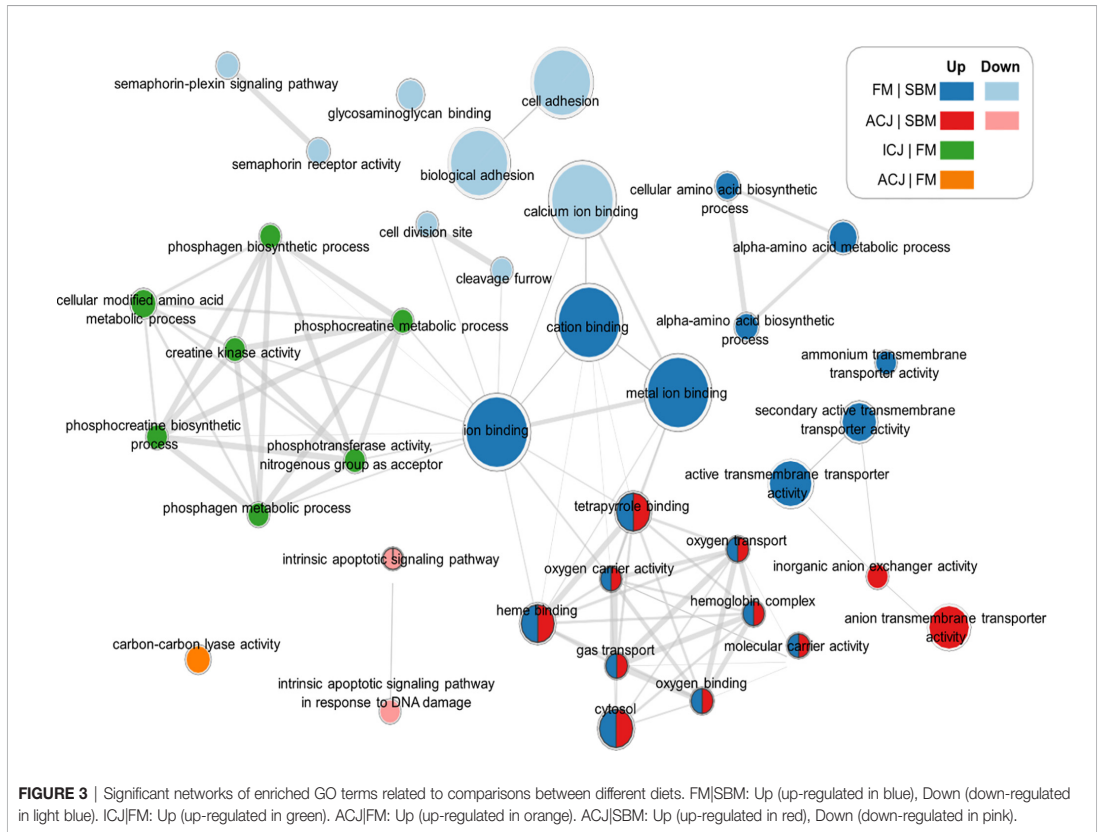 Up Down
FM | SBM
ACJ | SBM
ICJ | FM
ACJ | FM
semaphorin-plexin signaling pathway
glycosaminoglycan binding
cell adhesion
semaphorin receptor activity
biological adhesion
calcium ion binding
cellular amino acid biosynthetic
process
cell division site
phosphagen biosynthetic process
alpha-amino acid metabolic process
cleavage furrow
cellular modified amino acid
metabolic process
phosphocreatine metabolic process
cation binding
alpha-amino acid biosynthetic
process
creatine kinase activity
ammonium transmembrane
transporter activity
metal ion binding
secondary active transmembrane
transporter activity
phosphocreatine biosynthetic
process
ion binding
phosphotransferase activity,
nitrogenous group as acceptor
active transmembrane transporter
activity
phosphagen metabolic process
tetrapyrrole binding
oxygen transport
intrinsic apoptotic signaling pathway
oxygen carrier activity
inorganic anion exchanger activity
heme binding
hemoglobin complex
anion transmembrane transporter
activity
carbon-carbon lyase activity
gas transport
molecular carrier activity
intrinsic apoptotic signaling pathway
in response to DNA damage
oxygen binding
cytosol
FIGURE 3 | Significant networks of enriched GO terms related to comparisons between different diets. FM|SBM: Up (up-regulated in blue), Down (down-regulated
in light blue). ICJ|FM: Up (up-regulated in green). ACJ|FM: Up (up-regulated in orange). ACJ|SBM: Up (up-regulated in red), Down (down-regulated in pink).